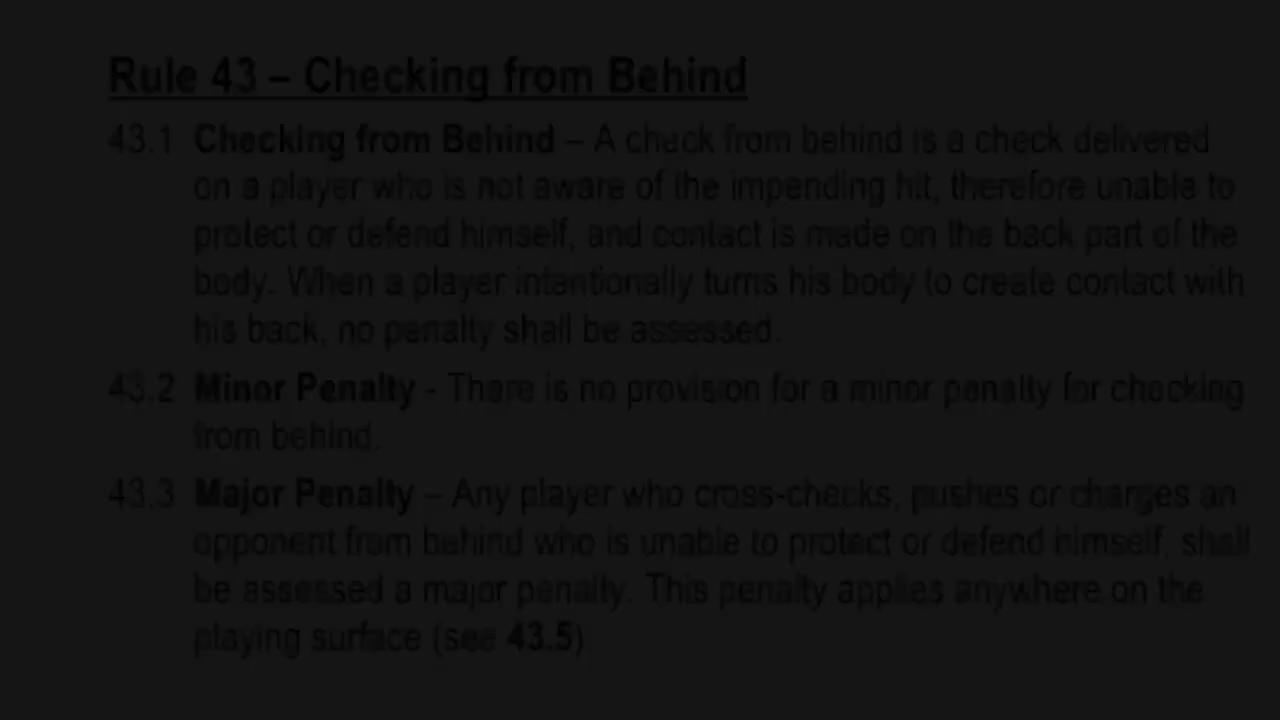 Rule 43 – Checking from Behind
43.1 Checking from Behind – A check from behind is a check delivered
on a player who is not aware of the impending hit, therefore unable to
protect or defend himself, and contact is made on the back part of the
body. When a player intentionally turns his body to create contact with
his back, no penalty shall be assessed.
43.2 Minor Penalty - There is no provision for a minor penalty for checking
from behind.
43.3 Major Penalty – Any player who cross-checks, pushes or charges an
opponent from behind who is unable to protect or defend himself, shall
be assessed a major penalty. This penalty applies anywhere on the
playing surface (see 43.5)